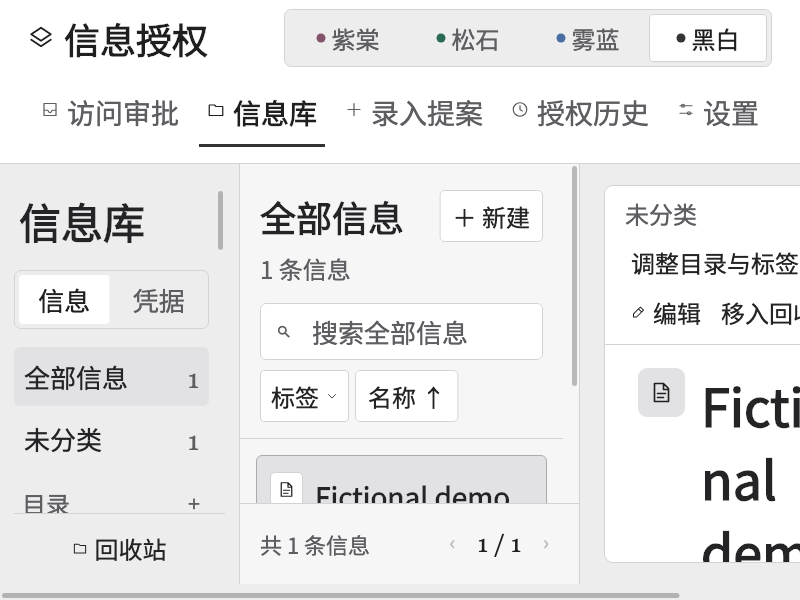 信息授权
紫棠
松石
雾蓝
黑白
访问审批
信息库
录入提案
授权历史
设置
信息库
信息
凭据
全部信息 1
未分类 1
目录 +
回收站
全部信息
+ 新建
1 条信息
搜索全部信息
标签
名称 ↑
Fictional demo
共 1 条信息
‹ 1 / 1 ›
未分类
调整目录与标签
编辑
移入回收
Ficti
nal
dem